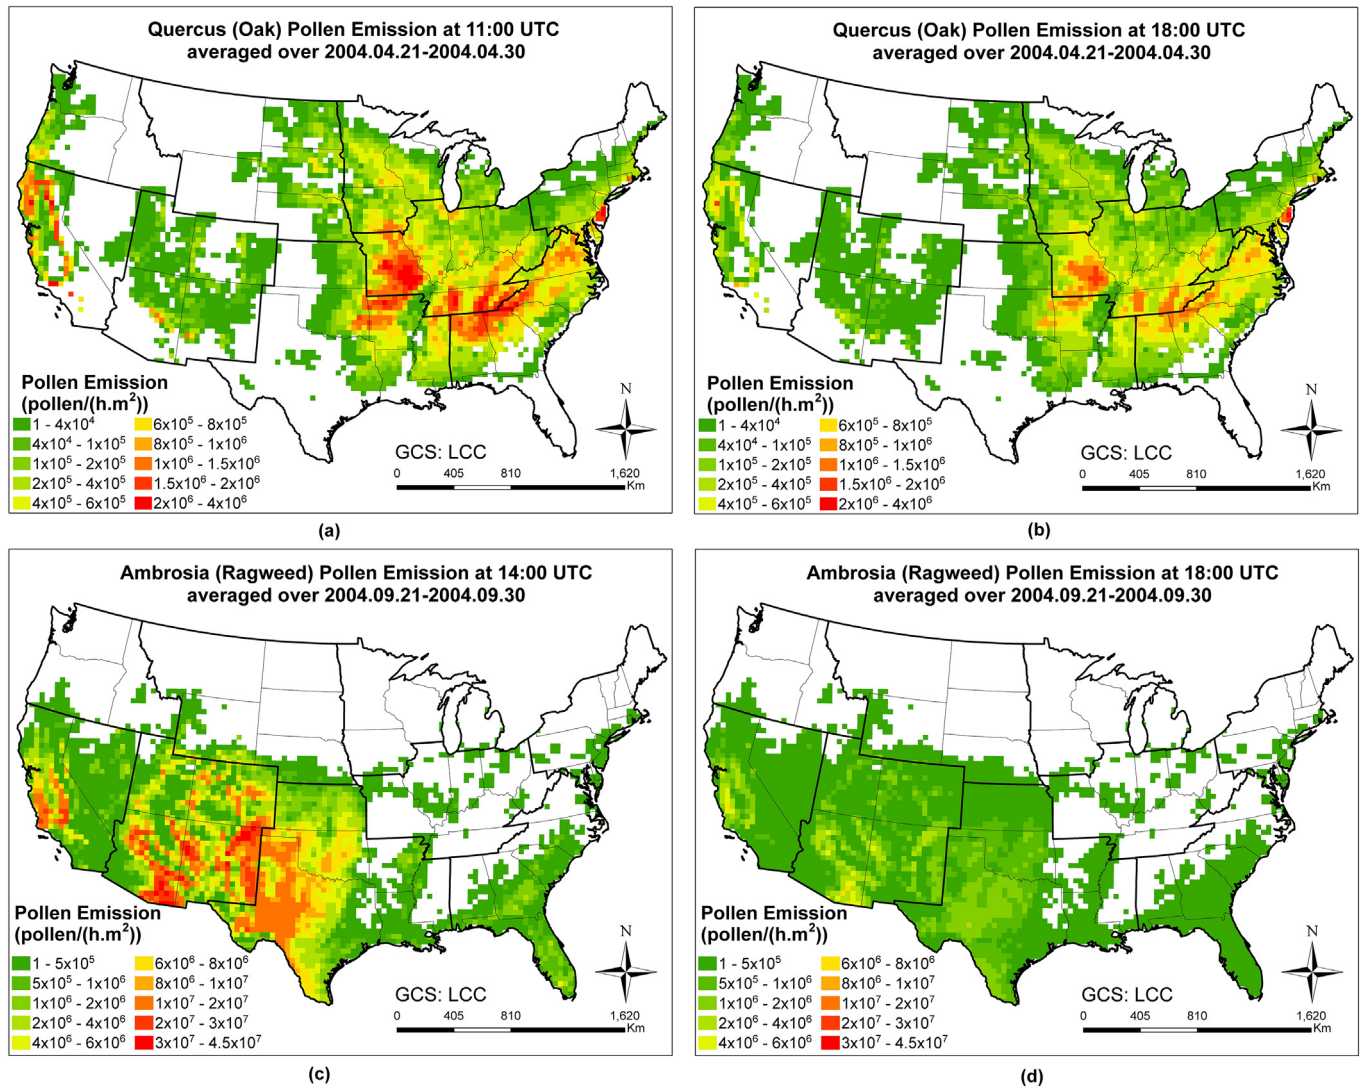 Quercus (Oak) Pollen Emission at 11:00 UTC
averaged over 2004.04.21-2004.04.30
Pollen Emission
(pollen/(h.m²))
1 - 4x10⁴
4x10⁴ - 1x10⁵
1x10⁵ - 2x10⁵
2x10⁵ - 4x10⁵
4x10⁵ - 6x10⁵
6x10⁵ - 8x10⁵
8x10⁵ - 1x10⁶
1x10⁶ - 1.5x10⁶
1.5x10⁶ - 2x10⁶
2x10⁶ - 4x10⁶
GCS: LCC
N
0 405 810 1,620
Km
(a)
Quercus (Oak) Pollen Emission at 18:00 UTC
averaged over 2004.04.21-2004.04.30
Pollen Emission
(pollen/(h.m²))
1 - 4x10⁴
4x10⁴ - 1x10⁵
1x10⁵ - 2x10⁵
2x10⁵ - 4x10⁵
4x10⁵ - 6x10⁵
6x10⁵ - 8x10⁵
8x10⁵ - 1x10⁶
1x10⁶ - 1.5x10⁶
1.5x10⁶ - 2x10⁶
2x10⁶ - 4x10⁶
GCS: LCC
N
0 405 810 1,620
Km
(b)
Ambrosia (Ragweed) Pollen Emission at 14:00 UTC
averaged over 2004.09.21-2004.09.30
Pollen Emission
(pollen/(h.m²))
1 - 5x10⁵
5x10⁵ - 1x10⁶
1x10⁶ - 2x10⁶
2x10⁶ - 4x10⁶
4x10⁶ - 6x10⁶
6x10⁶ - 8x10⁶
8x10⁶ - 1x10⁷
1x10⁷ - 2x10⁷
2x10⁷ - 3x10⁷
3x10⁷ - 4.5x10⁷
GCS: LCC
N
0 405 810 1,620
Km
(c)
Ambrosia (Ragweed) Pollen Emission at 18:00 UTC
averaged over 2004.09.21-2004.09.30
Pollen Emission
(pollen/(h.m²))
1 - 5x10⁵
5x10⁵ - 1x10⁶
1x10⁶ - 2x10⁶
2x10⁶ - 4x10⁶
4x10⁶ - 6x10⁶
6x10⁶ - 8x10⁶
8x10⁶ - 1x10⁷
1x10⁷ - 2x10⁷
2x10⁷ - 3x10⁷
3x10⁷ - 4.5x10⁷
GCS: LCC
N
0 405 810 1,620
Km
(d)